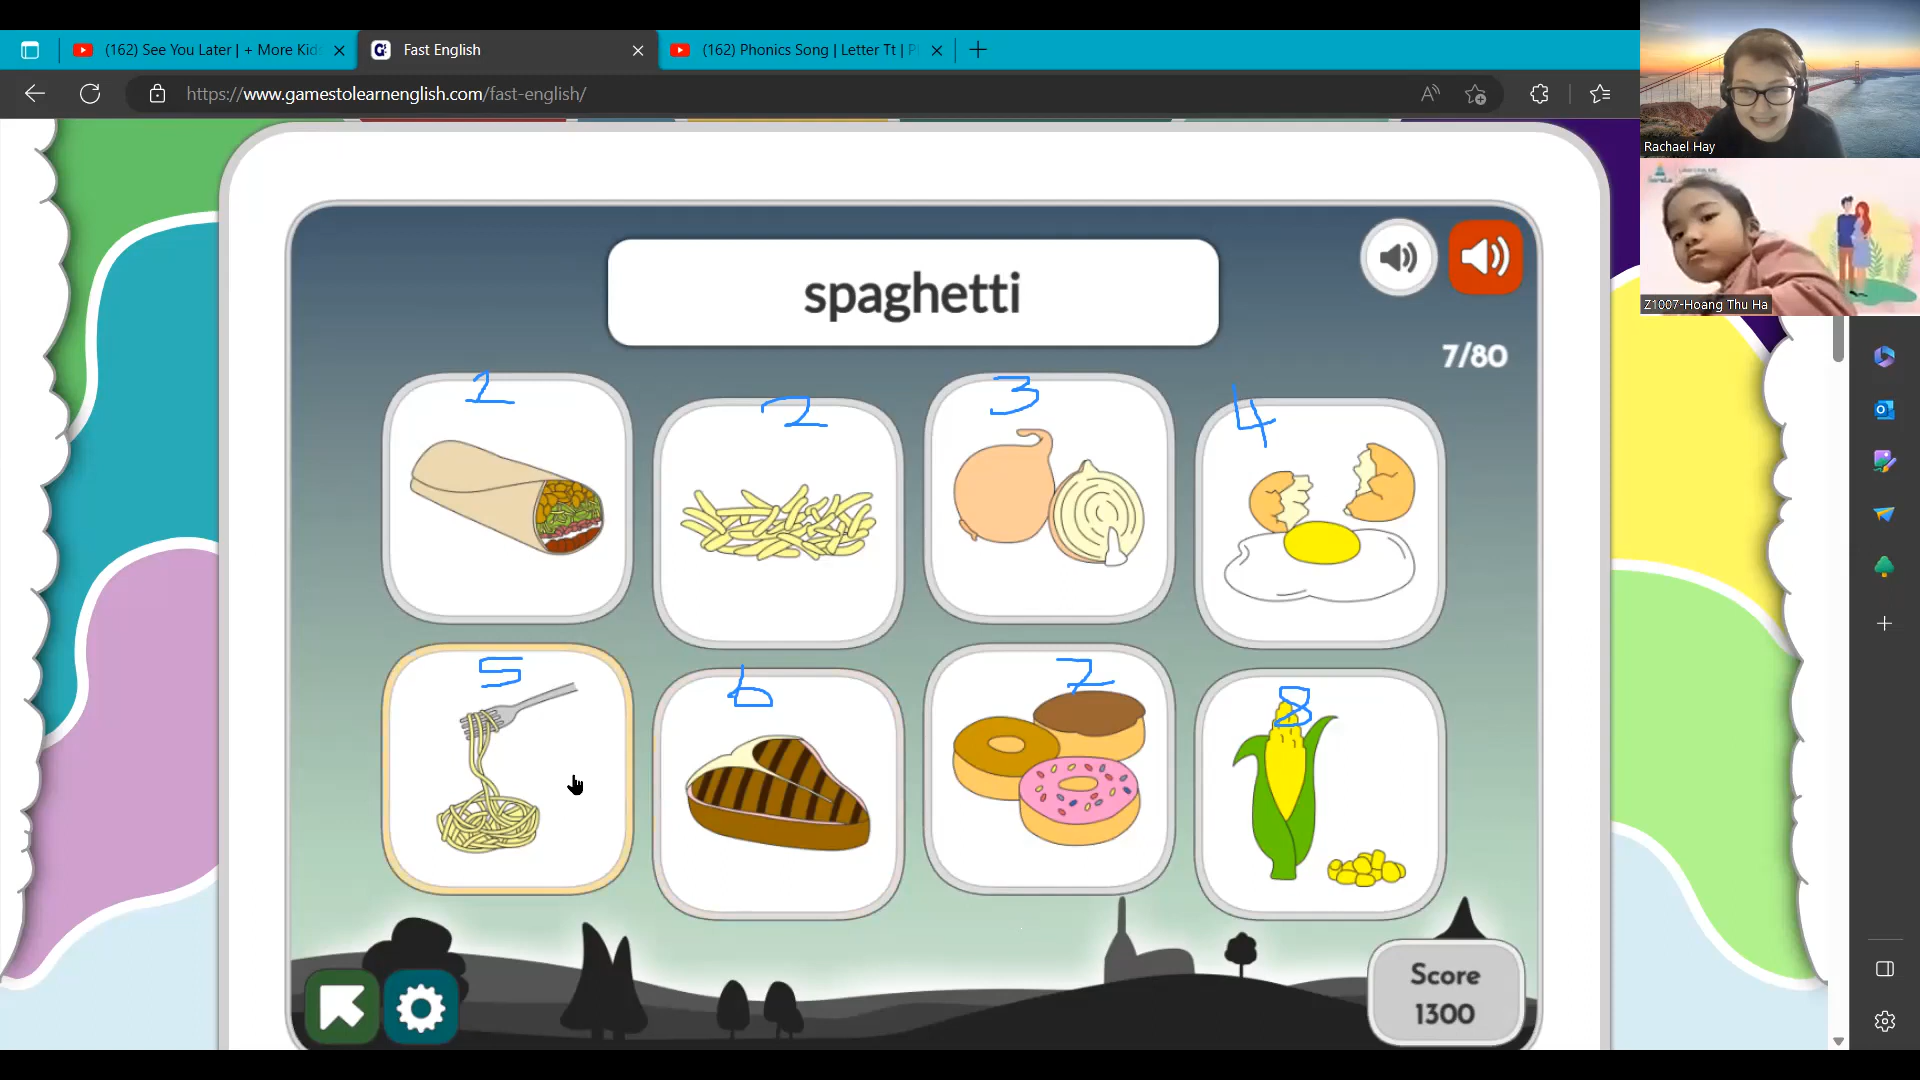 (162) See You Later | + More Kids
Fast English
(162) Phonics Song | Letter Tt | P
https://www.gamestolearnenglish.com/fast-english/
Rachael Hay
Z1007-Hoang Thu Ha
spaghetti
7/80
1
2
3
4
5
6
7
8
Score
1300